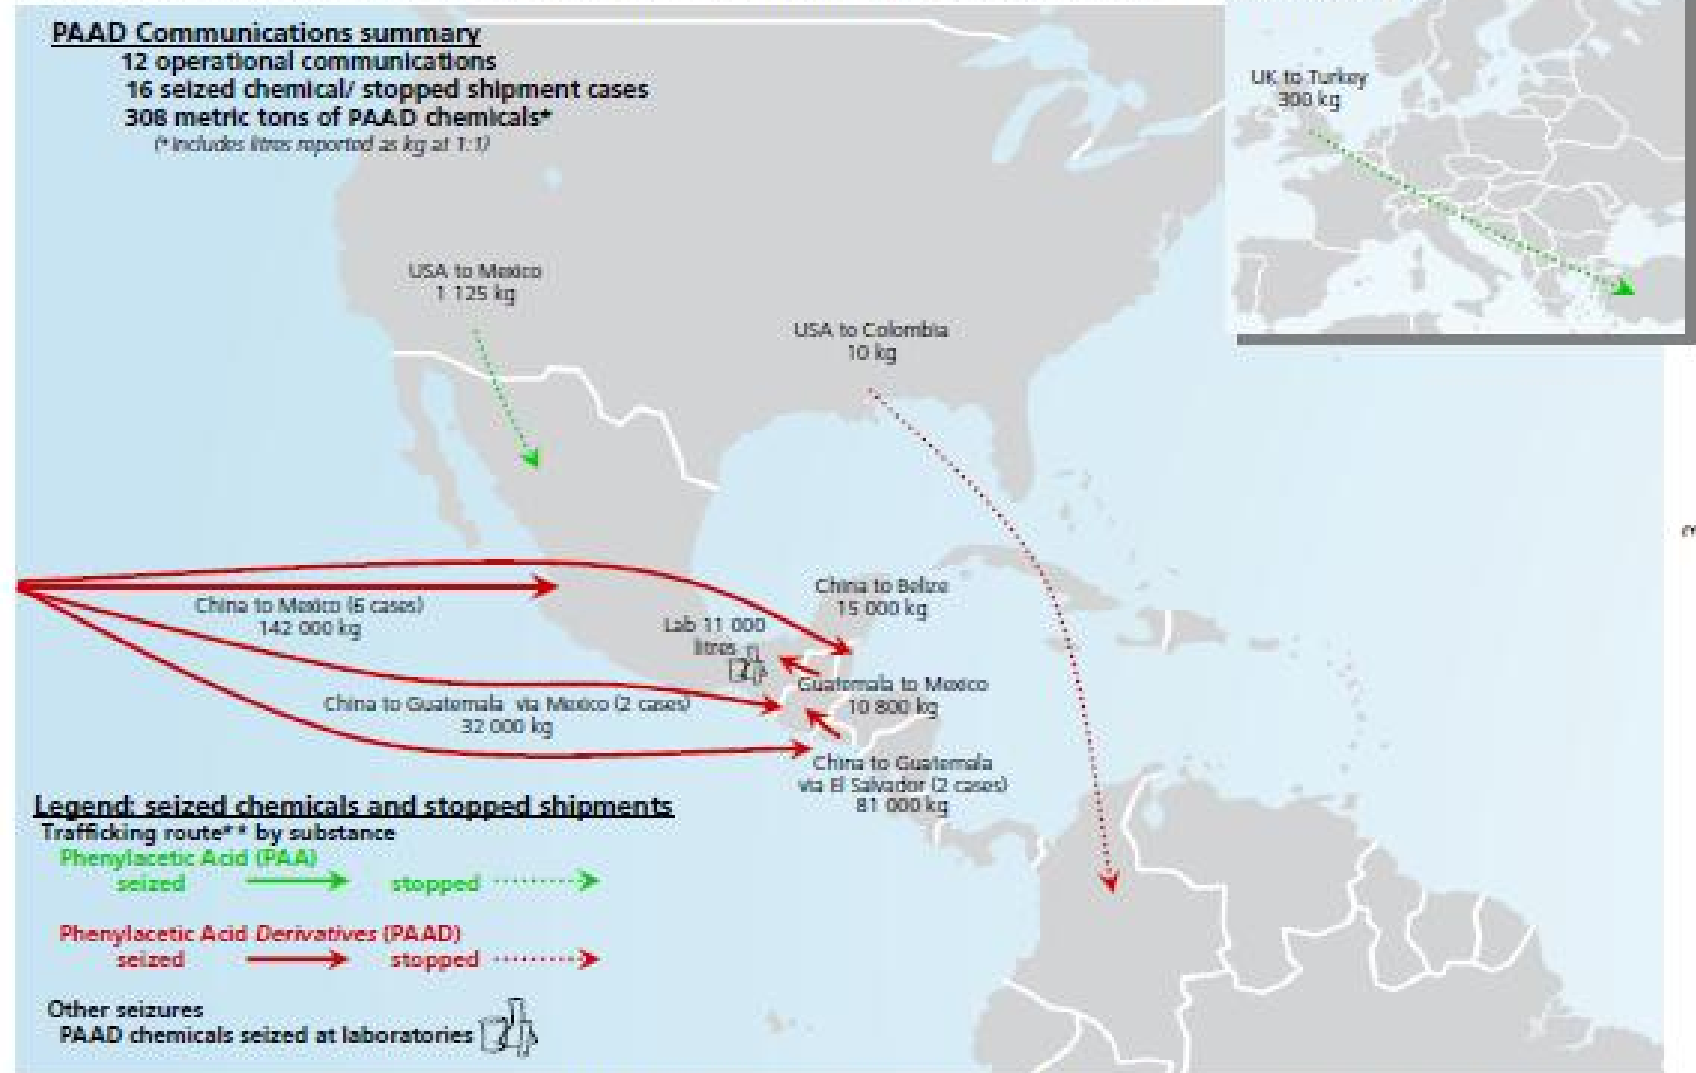 PAAD Communications summary
12 operational communications
16 seized chemical/ stopped shipment cases
308 metric tons of PAAD chemicals*
(*includes litres reported as kg at 1:1)
UK to Turkey
300 kg
USA to Mexico
1 125 kg
USA to Colombia
10 kg
China to Belize
15 000 kg
China to Mexico (6 cases)
142 000 kg
Lab 11 000
litres
Guatemala to Mexico
10 800 kg
China to Guatemala via Mexico (2 cases)
32 000 kg
China to Guatemala
via El Salvador (2 cases)
81 000 kg
Legend: seized chemicals and stopped shipments
Trafficking route** by substance
Phenylacetic Acid (PAA)
seized stopped
Phenylacetic Acid Derivatives (PAAD)
seized stopped
Other seizures
PAAD chemicals seized at laboratories